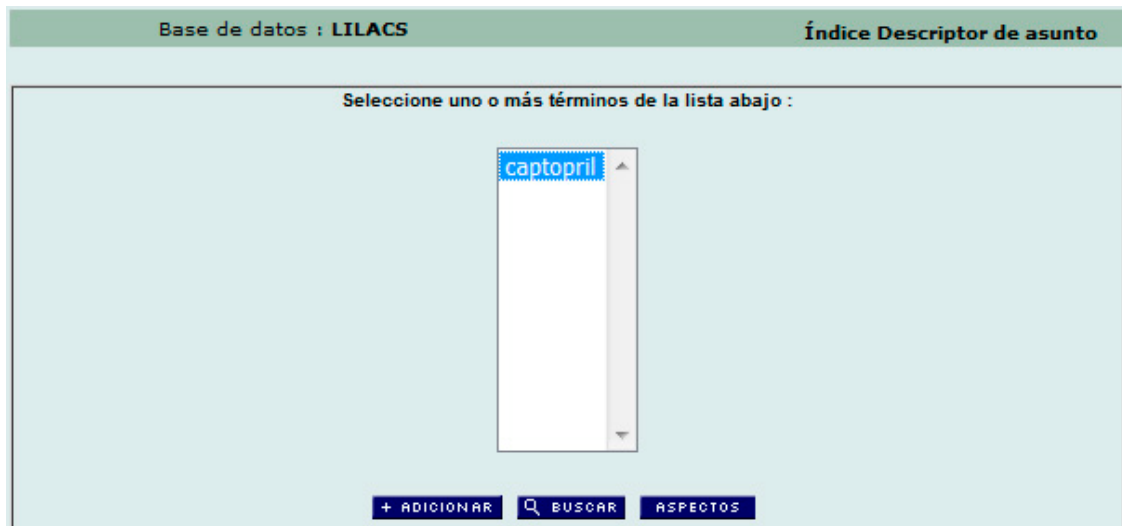 Base de datos : LILACS Índice Descriptor de asunto
Seleccione uno o más términos de la lista abajo :
captopril
+ ADICIONAR BUSCAR ASPECTOS